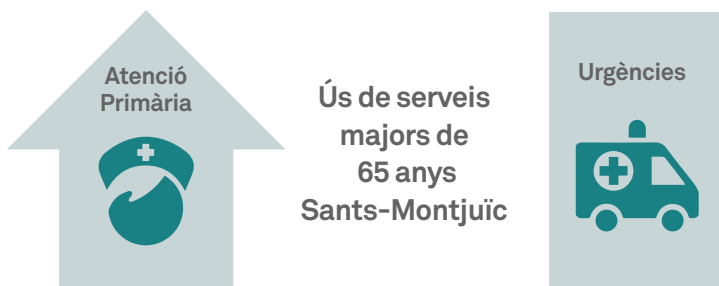 Atenció
Primària
Ús de serveis
majors de
65 anys
Sants-Montjuïc
Urgències